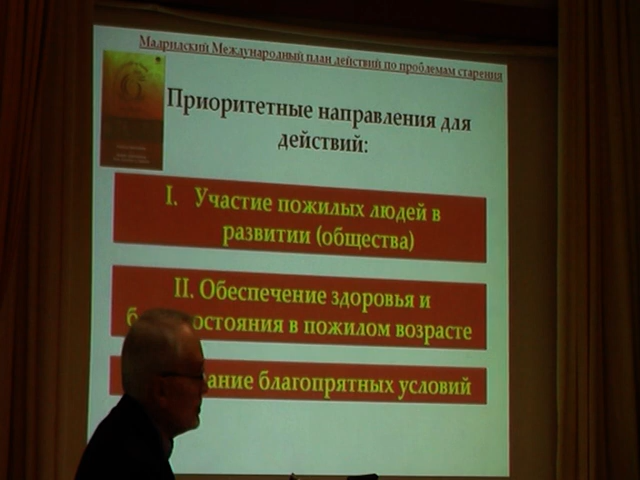 Мадридский Международный план действий по проблемам старения
Приоритетные направления для
действий:
I. Участие пожилых людей в
развитии (общества)
II. Обеспечение здоровья и
в пожилом возрасте
благопрятных условий